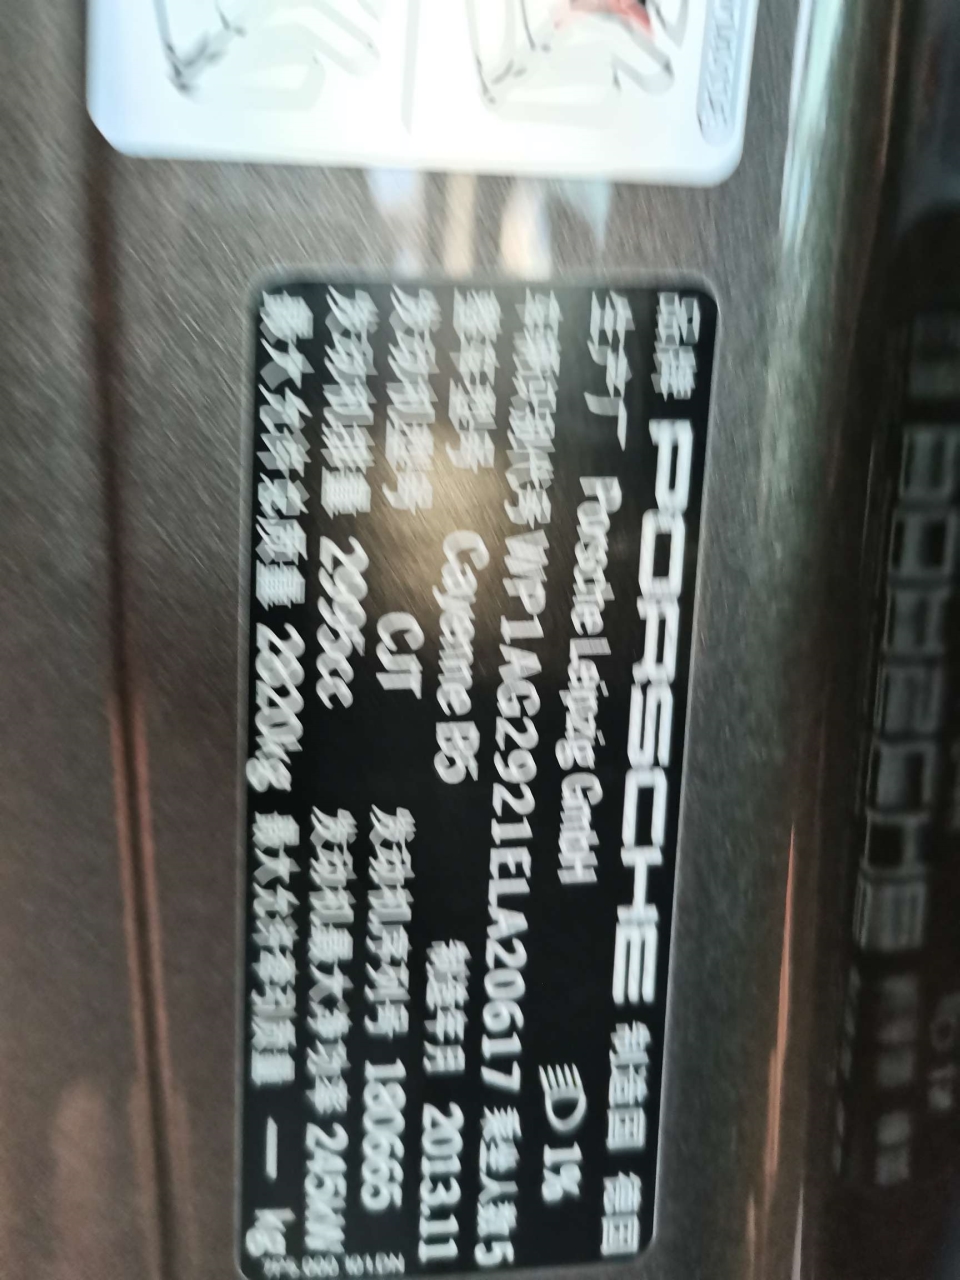 品牌 PORSCHE 制造国 德国
生产厂 Porsche Leipzig GmbH 1%
车辆识别代号 WP1AG2921ELA20617 乘坐人数 5
整车型号 Cayenne B5 制造年月 2013.11
发动机型号 CJT 发动机序列号 180665
发动机排量 2995cc 发动机最大净功率 245kW
最大允许总质量 2820kg 最大允许牵引质量 — kg